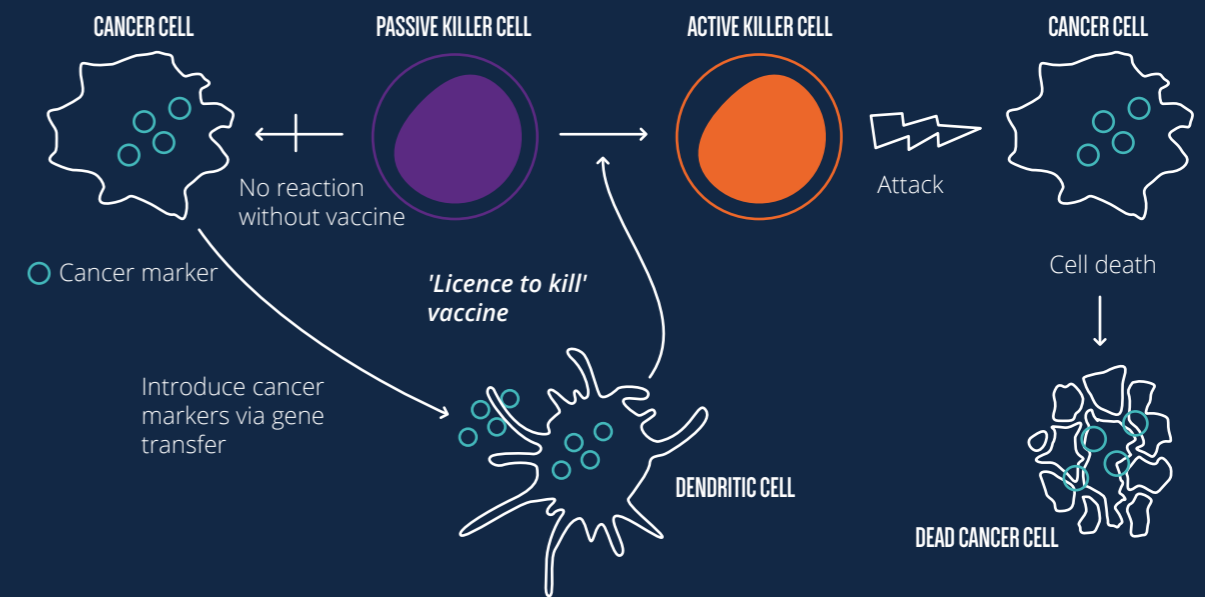 CANCER CELL
PASSIVE KILLER CELL
ACTIVE KILLER CELL
CANCER CELL
No reaction
without vaccine
Attack
Cancer marker
'Licence to kill'
vaccine
Cell death
Introduce cancer
markers via gene
transfer
DENDRITIC CELL
DEAD CANCER CELL